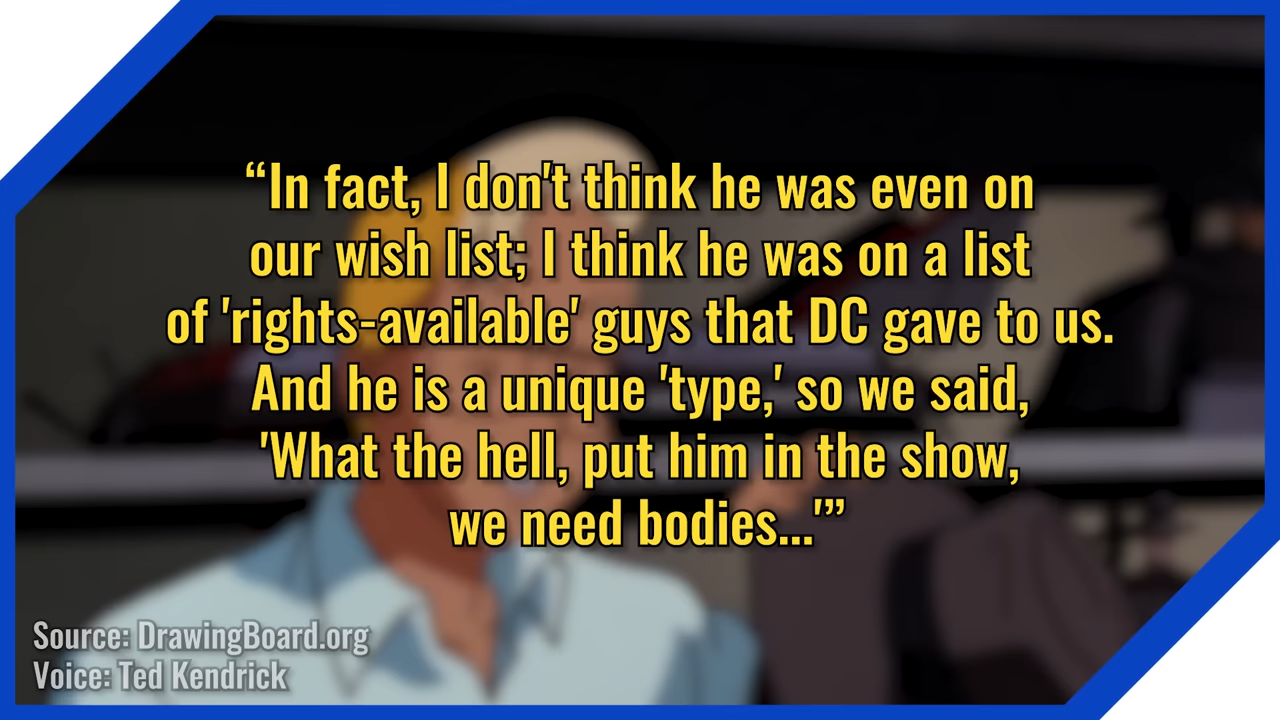 “In fact, I don't think he was even on
our wish list; I think he was on a list
of 'rights-available' guys that DC gave to us.
And he is a unique 'type,' so we said,
'What the hell, put him in the show,
we need bodies...'”
Source: DrawingBoard.org
Voice: Ted Kendrick